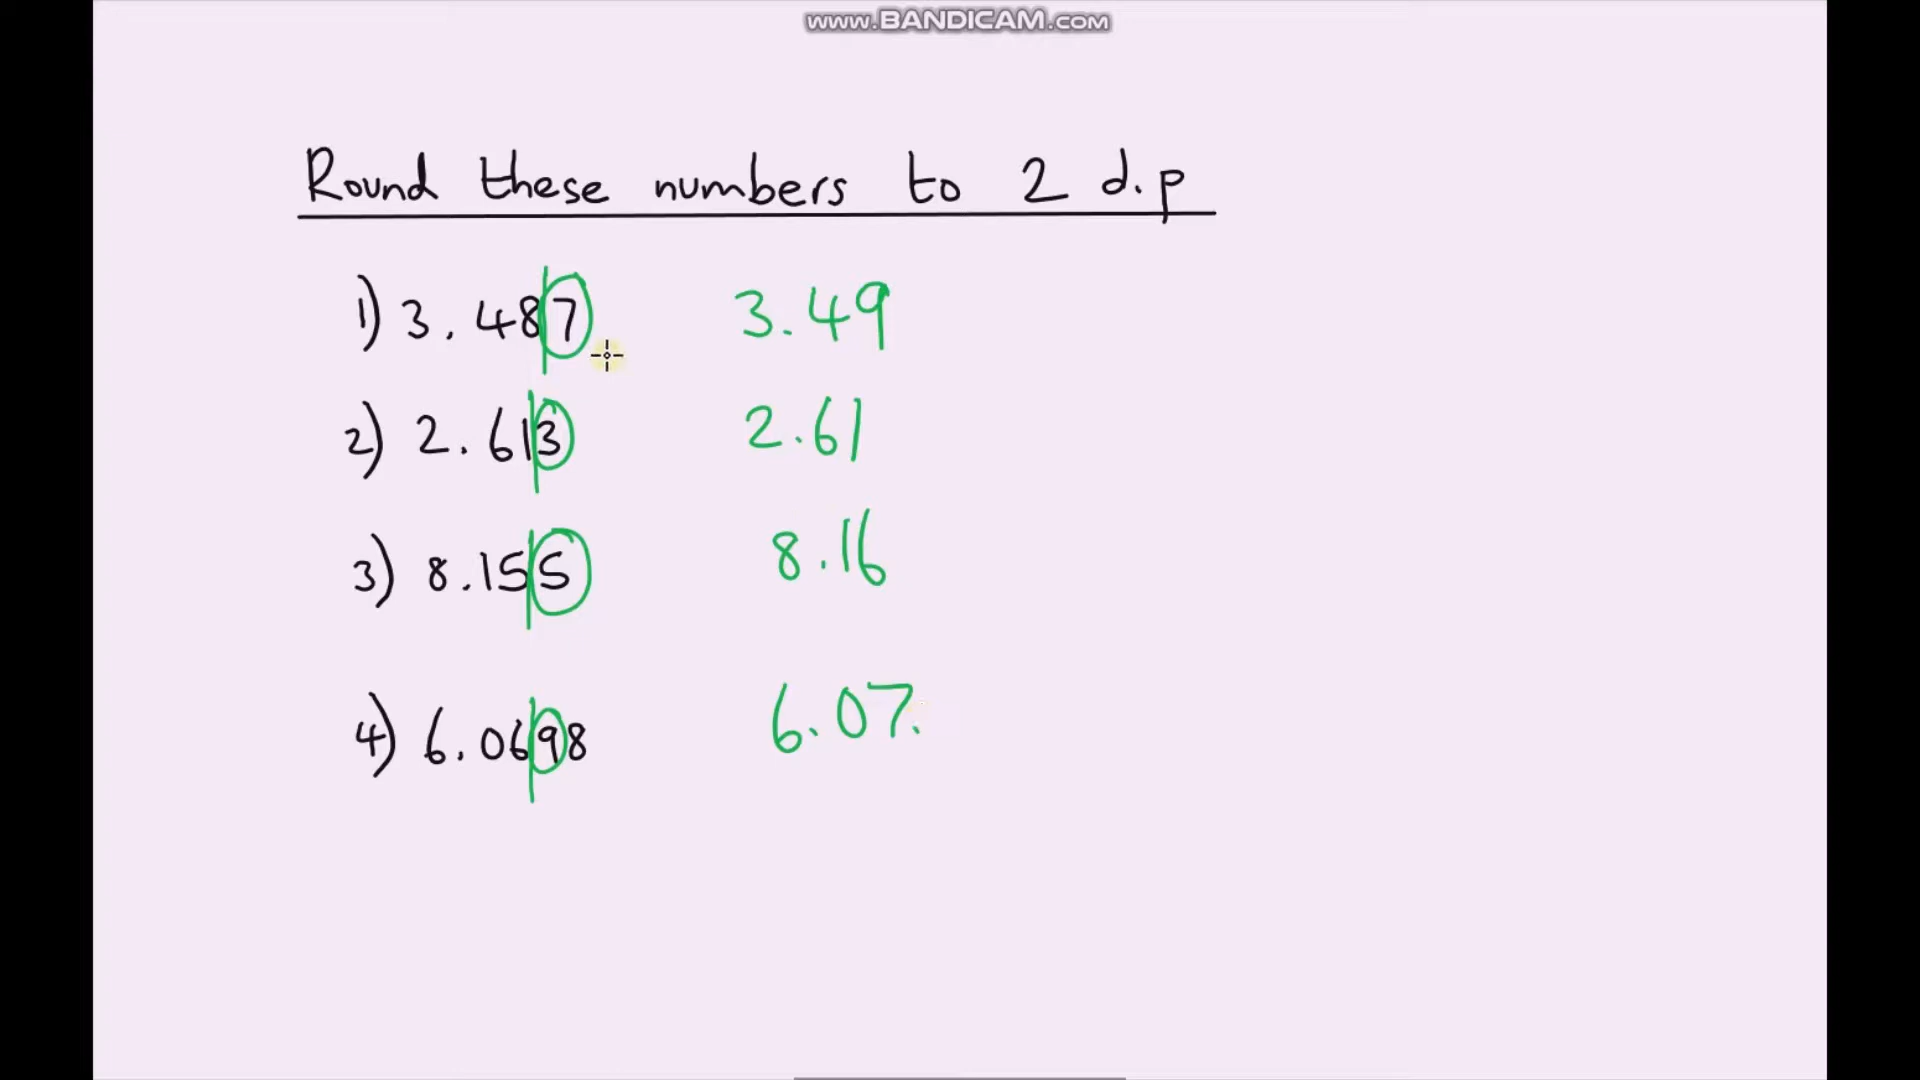 www.BANDICAM.com
Round these numbers to 2 d.p
1) 3.487 3.49
2) 2.613 2.61
3) 8.155 8.16
4) 6.0698 6.07.